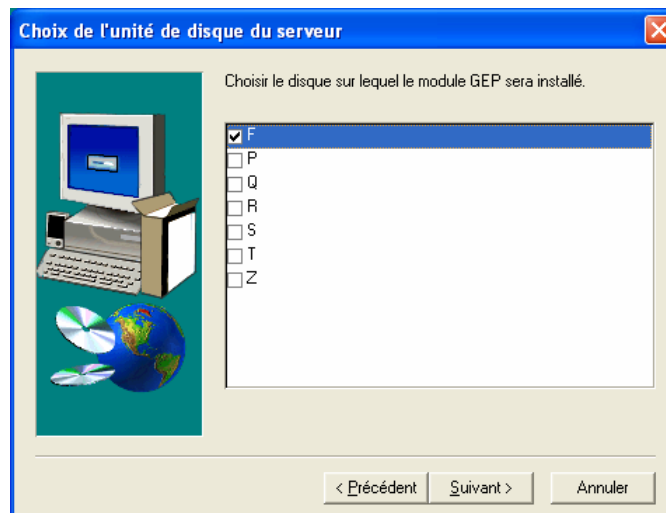 Choix de l'unité de disque du serveur
Choisir le disque sur lequel le module GEP sera installé.
F
P
Q
R
S
T
Z
< Précédent
Suivant >
Annuler